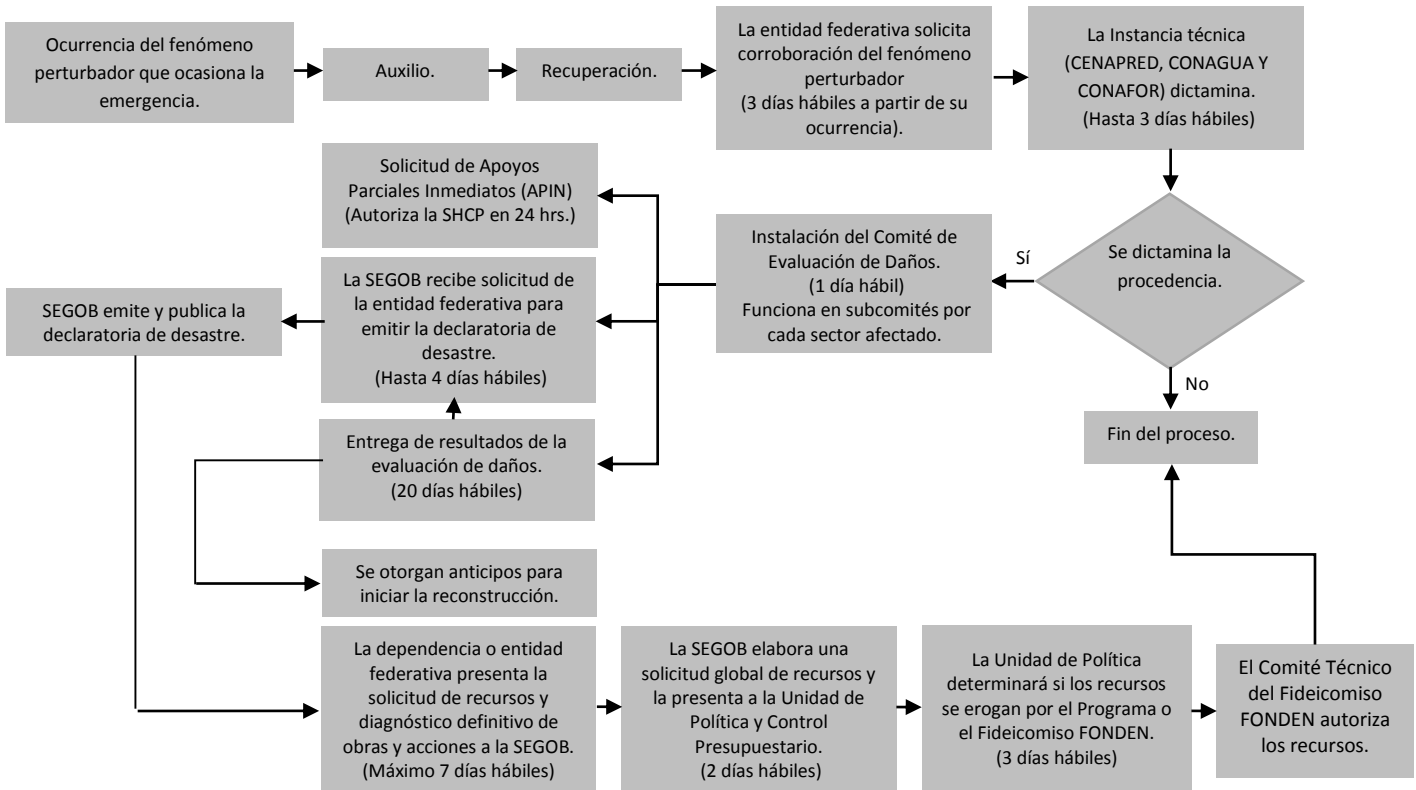 Ocurrencia del fenómeno
perturbador que ocasiona la
emergencia.
Auxilio.
Recuperación.
La entidad federativa solicita
corroboración del fenómeno
perturbador
(3 días hábiles a partir de su
ocurrencia).
La Instancia técnica
(CENAPRED, CONAGUA Y
CONAFOR) dictamina.
(Hasta 3 días hábiles)
Se dictamina la
procedencia.
Sí
No
Fin del proceso.
Instalación del Comité de
Evaluación de Daños.
(1 día hábil)
Funciona en subcomités por
cada sector afectado.
Solicitud de Apoyos
Parciales Inmediatos (APIN)
(Autoriza la SHCP en 24 hrs.)
La SEGOB recibe solicitud de
la entidad federativa para
emitir la declaratoria de
desastre.
(Hasta 4 días hábiles)
SEGOB emite y publica la
declaratoria de desastre.
Entrega de resultados de la
evaluación de daños.
(20 días hábiles)
Se otorgan anticipos para
iniciar la reconstrucción.
La dependencia o entidad
federativa presenta la
solicitud de recursos y
diagnóstico definitivo de
obras y acciones a la SEGOB.
(Máximo 7 días hábiles)
La SEGOB elabora una
solicitud global de recursos y
la presenta a la Unidad de
Política y Control
Presupuestario.
(2 días hábiles)
La Unidad de Política
determinará si los recursos
se erogan por el Programa o
el Fideicomiso FONDEN.
(3 días hábiles)
El Comité Técnico
del Fideicomiso
FONDEN autoriza
los recursos.